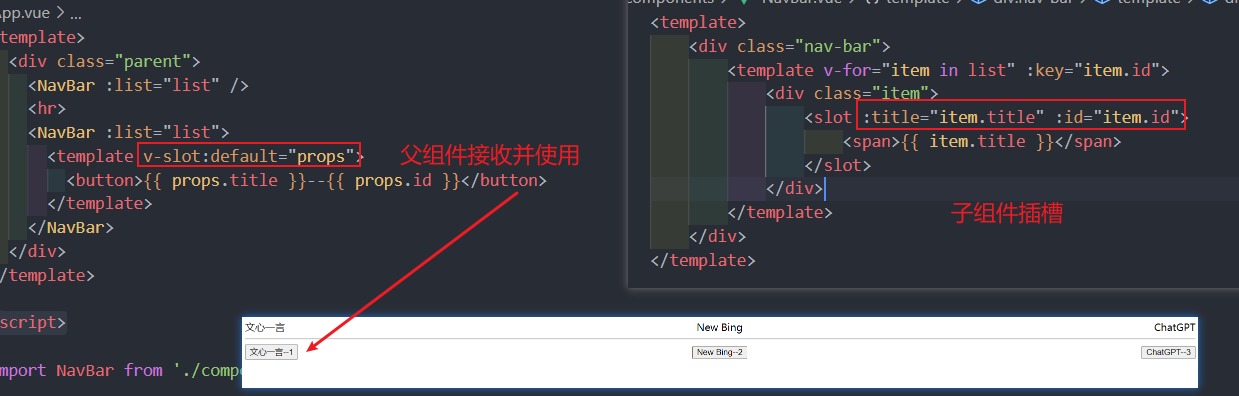 App.vue > ...
template>
<div class="parent">
<NavBar :list="list" />
<hr>
<NavBar :list="list">
<template v-slot:default="props">
<button>{{ props.title }}--{{ props.id }}</button>
</template>
</NavBar>
</div>
/template>
script>
mport NavBar from './comp
父组件接收并使用
omponents > NavBar.vue > template > div.nav-bar > template >
<template>
<div class="nav-bar">
<template v-for="item in list" :key="item.id">
<div class="item">
<slot :title="item.title" :id="item.id">
<span>{{ item.title }}</span>
</slot>
</div>
</template>
</div>
</template>
子组件插槽
文心一言 New Bing ChatGPT
文心一言--1 New Bing--2 ChatGPT--3